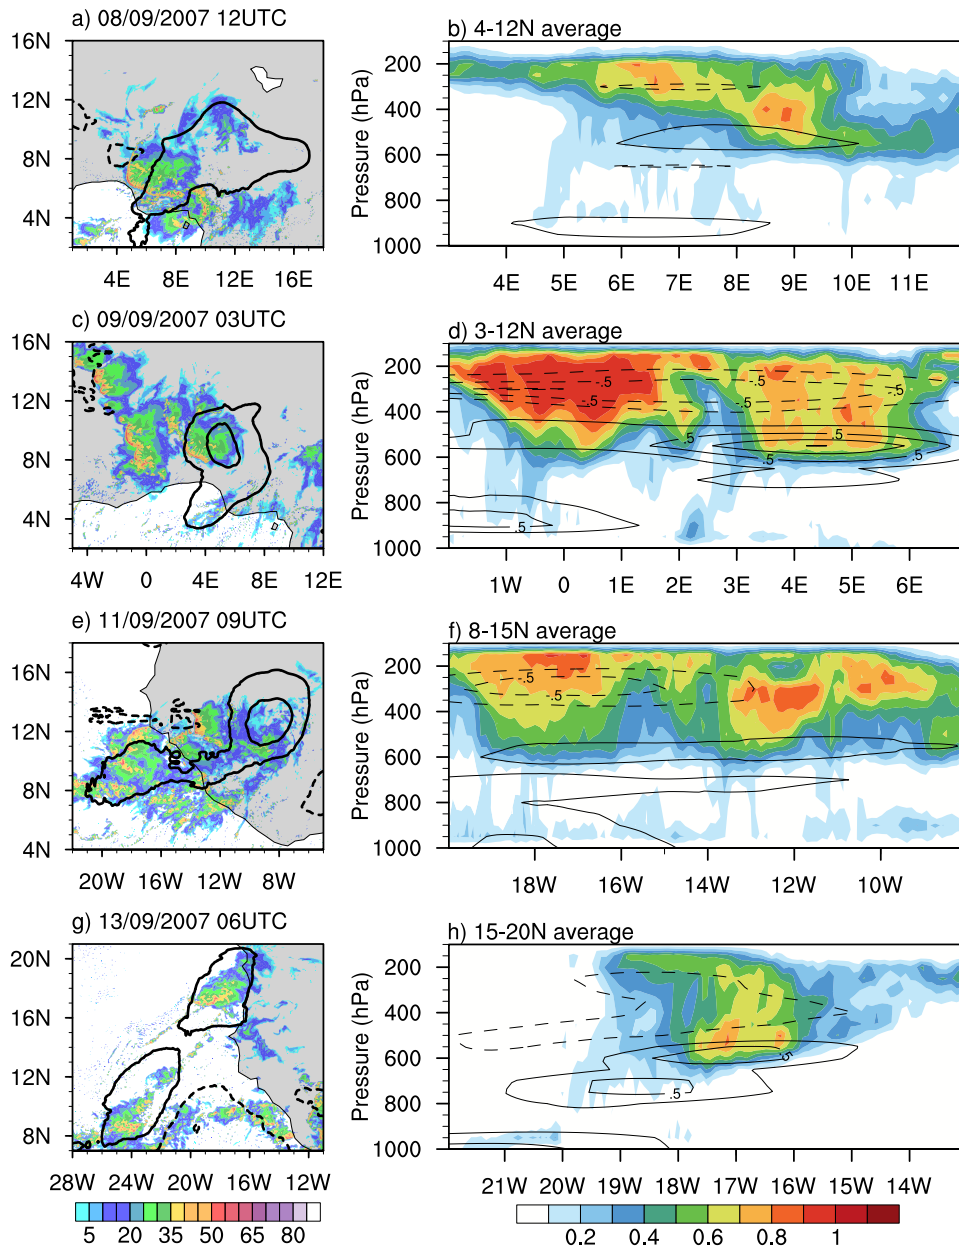 a) 08/09/2007 12UTC
16N
12N
8N
4N
4E 8E 12E 16E
b) 4-12N average
Pressure (hPa)
200
400
600
800
1000
4E 5E 6E 7E 8E 9E 10E 11E
c) 09/09/2007 03UTC
16N
12N
8N
4N
4W 0 4E 8E 12E
d) 3-12N average
Pressure (hPa)
200
400
600
800
1000
-.5
-.5
-.5
.5
.5
.5
.5
1W 0 1E 2E 3E 4E 5E 6E
e) 11/09/2007 09UTC
16N
12N
8N
4N
20W 16W 12W 8W
f) 8-15N average
Pressure (hPa)
200
400
600
800
1000
-.5
-.5
18W 16W 14W 12W 10W
g) 13/09/2007 06UTC
20N
16N
12N
8N
28W 24W 20W 16W 12W
h) 15-20N average
Pressure (hPa)
200
400
600
800
1000
.5
.5
21W 20W 19W 18W 17W 16W 15W 14W
5 20 35 50 65 80
0.2 0.4 0.6 0.8 1